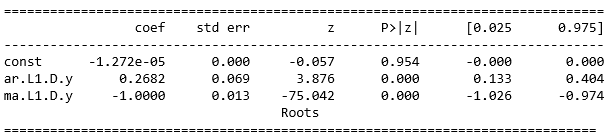 ==============================================================================
coef std err z P>|z| [0.025 0.975]
------------------------------------------------------------------------------
const -1.272e-05 0.000 -0.057 0.954 -0.000 0.000
ar.L1.D.y 0.2682 0.069 3.876 0.000 0.133 0.404
ma.L1.D.y -1.0000 0.013 -75.042 0.000 -1.026 -0.974
Roots
==============================================================================